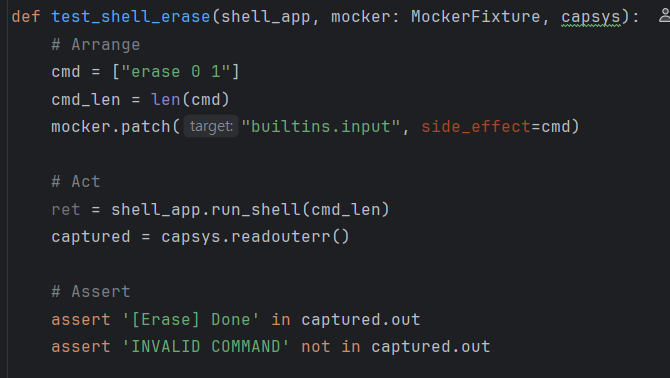 def test_shell_erase(shell_app, mocker: MockerFixture, capsys):
# Arrange
cmd = ["erase 0 1"]
cmd_len = len(cmd)
mocker.patch( target: "builtins.input", side_effect=cmd)
# Act
ret = shell_app.run_shell(cmd_len)
captured = capsys.readouterr()
# Assert
assert '[Erase] Done' in captured.out
assert 'INVALID COMMAND' not in captured.out